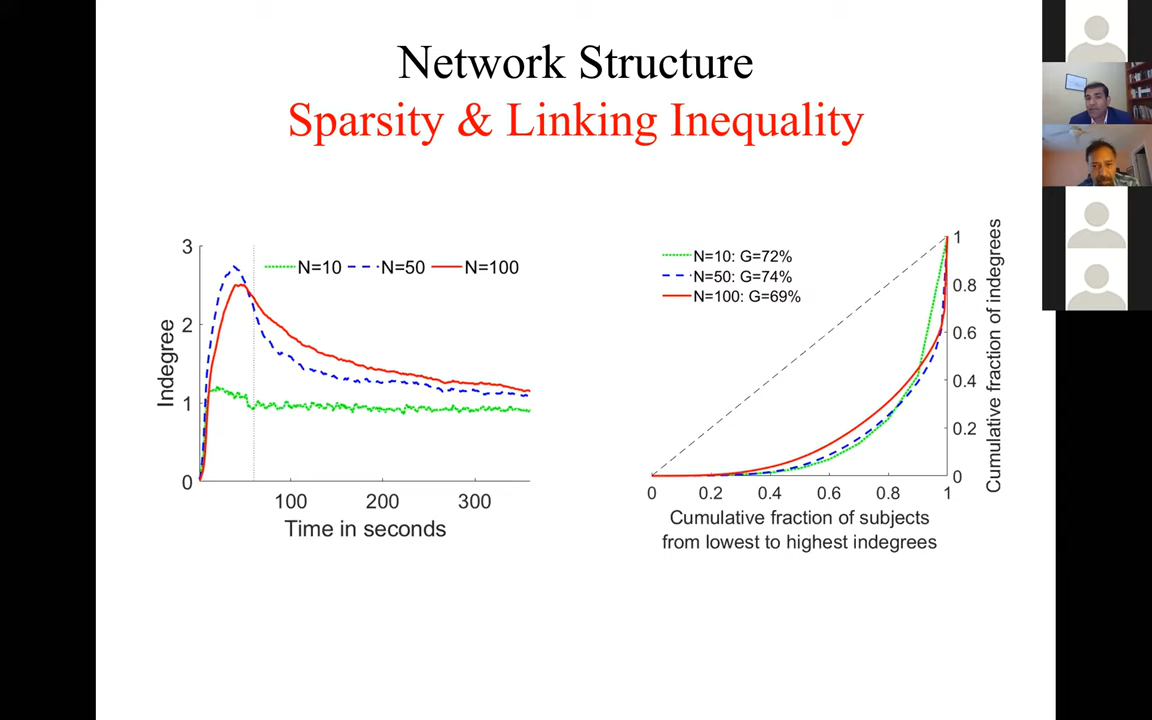 Network Structure
Sparsity & Linking Inequality
3
2
1
0
Indegree
N=10
N=50
N=100
100
200
300
Time in seconds
N=10: G=72%
N=50: G=74%
N=100: G=69%
1
0.8
0.6
0.4
0.2
0
Cumulative fraction of indegrees
0
0.2
0.4
0.6
0.8
1
Cumulative fraction of subjects
from lowest to highest indegrees